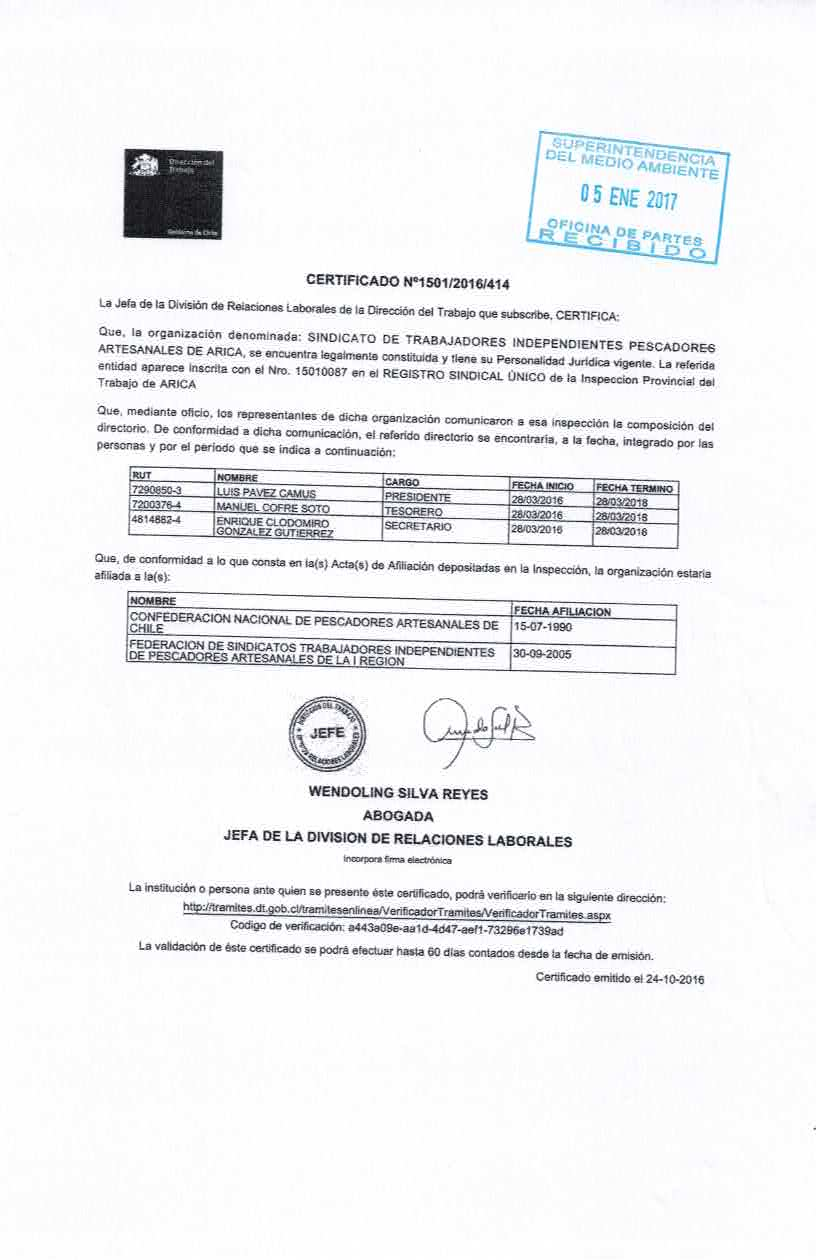 Dirección del
Trabajo
Gobierno de Chile
SUPERINTENDENCIA
DEL MEDIO AMBIENTE
05 ENE 2017
OFICINA DE PARTES
RECIBIDO
CERTIFICADO Nº1501/2016/414
La Jefa de la División de Relaciones Laborales de la Dirección del Trabajo que subscribe, CERTIFICA:
Que, la organización denominada: SINDICATO DE TRABAJADORES INDEPENDIENTES PESCADORES
ARTESANALES DE ARICA, se encuentra legalmente constituida y tiene su Personalidad Jurídica vigente. La referida
entidad aparece inscrita con el Nro. 15010087 en el REGISTRO SINDICAL ÚNICO de la Inspeccion Provincial del
Trabajo de ARICA
Que, mediante oficio, los representantes de dicha organización comunicaron a esa inspección la composición del
directorio. De conformidad a dicha comunicación, el referido directorio se encontraría, a la fecha, integrado por las
personas y por el período que se indica a continuación:
RUT NOMBRE CARGO FECHA INICIO FECHA TERMINO
7290850-3 LUIS PAVEZ CAMUS PRESIDENTE 28/03/2016 28/03/2018
7200376-4 MANUEL COFRE SOTO TESORERO 28/03/2016 28/03/2018
4814882-4 ENRIQUE CLODOMIRO SECRETARIO 28/03/2016 28/03/2018
GONZALEZ GUTIERREZ
Que, de conformidad a lo que consta en la(s) Acta(s) de Afiliación depositadas en la Inspección, la organización estaria
afiliada a la(s):
NOMBRE FECHA AFILIACION
CONFEDERACION NACIONAL DE PESCADORES ARTESANALES DE 15-07-1990
CHILE
FEDERACION DE SINDICATOS TRABAJADORES INDEPENDIENTES 30-09-2005
DE PESCADORES ARTESANALES DE LA I REGION
DIRECCION DEL TRABAJO
JEFE
RELACIONES LABORALES
WENDOLING SILVA REYES
ABOGADA
JEFA DE LA DIVISION DE RELACIONES LABORALES
Incorpora firma electrónica
La institución o persona ante quien se presente éste certificado, podrá verificarlo en la siguiente dirección:
http://tramites.dt.gob.cl/tramitesenlinea/VerificadorTramites/VerificadorTramites.aspx
Codigo de verificación: a443a09e-aa1d-4d47-aef1-73296e1739ad
La validación de éste certificado se podrá efectuar hasta 60 días contados desde la fecha de emisión.
Certificado emitido el 24-10-2016